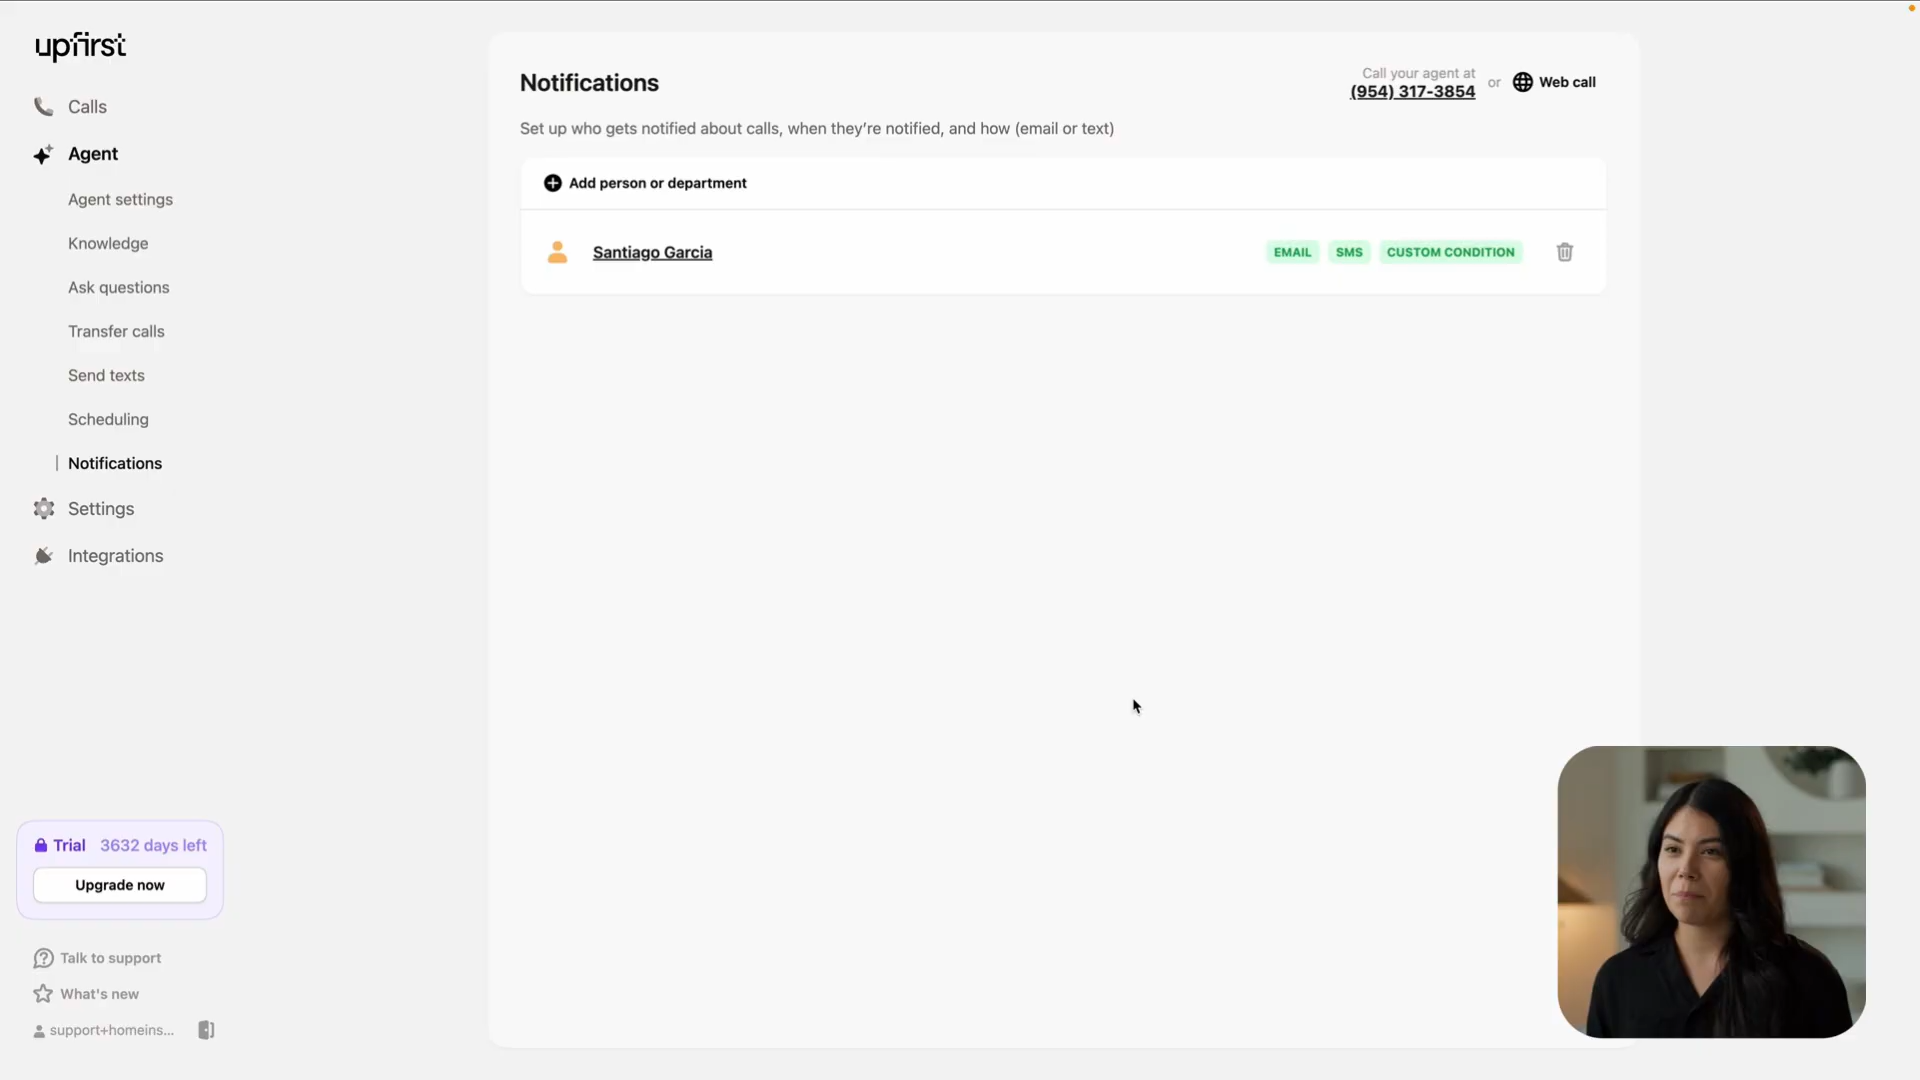 upfirst
Calls
Agent
Agent settings
Knowledge
Ask questions
Transfer calls
Send texts
Scheduling
Notifications
Settings
Integrations
Trial 3632 days left
Upgrade now
Talk to support
What's new
support+homeins...
Notifications
Call your agent at
(954) 317-3854
or
Web call
Set up who gets notified about calls, when they're notified, and how (email or text)
Add person or department
Santiago Garcia
EMAIL
SMS
CUSTOM CONDITION